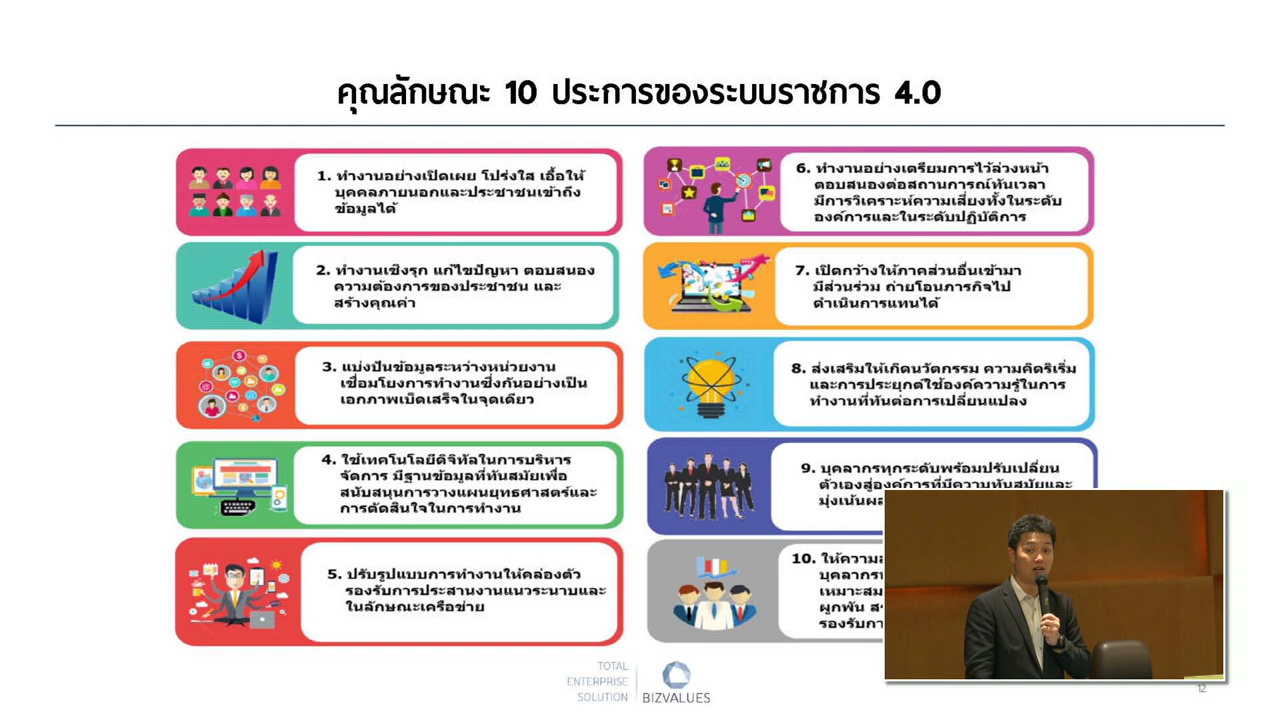 คุณลักษณะ 10 ประการของระบบราชการ 4.0
1. ทำงานอย่างเปิดเผย โปร่งใส เอื้อให้
บุคคลภายนอกและประชาชนเข้าถึง
ข้อมูลได้
2. ทำงานเชิงรุก แก้ไขปัญหา ตอบสนอง
ความต้องการของประชาชน และ
สร้างคุณค่า
3. แบ่งปันข้อมูลระหว่างหน่วยงาน
เชื่อมโยงการทำงานซึ่งกันอย่างเป็น
เอกภาพเบ็ดเสร็จในจุดเดียว
4. ใช้เทคโนโลยีดิจิทัลในการบริหาร
จัดการ มีฐานข้อมูลที่ทันสมัยเพื่อ
สนับสนุนการวางแผนยุทธศาสตร์และ
การตัดสินใจในการทำงาน
5. ปรับรูปแบบการทำงานให้คล่องตัว
รองรับการประสานงานแนวระนาบและ
ในลักษณะเครือข่าย
6. ทำงานอย่างเตรียมการไว้ล่วงหน้า
ตอบสนองต่อสถานการณ์ทันเวลา
มีการวิเคราะห์ความเสี่ยงทั้งในระดับ
องค์การและในระดับปฏิบัติการ
7. เปิดกว้างให้ภาคส่วนอื่นเข้ามา
มีส่วนร่วม ถ่ายโอนภารกิจไป
ดำเนินการแทนได้
8. ส่งเสริมให้เกิดนวัตกรรม ความคิดริเริ่ม
และการประยุกต์ใช้องค์ความรู้ในการ
ทำงานที่ทันต่อการเปลี่ยนแปลง
9. บุคลากรทุกระดับพร้อมปรับเปลี่ยน
ตัวเองสู่องค์การที่มีความทันสมัยและ
มุ่งเน้น
10. ให้ความ
บุคลากร
เหมาะสม
ผูกพัน
รองรับ
TOTAL
ENTERPRISE
SOLUTION
BIZVALUES
12